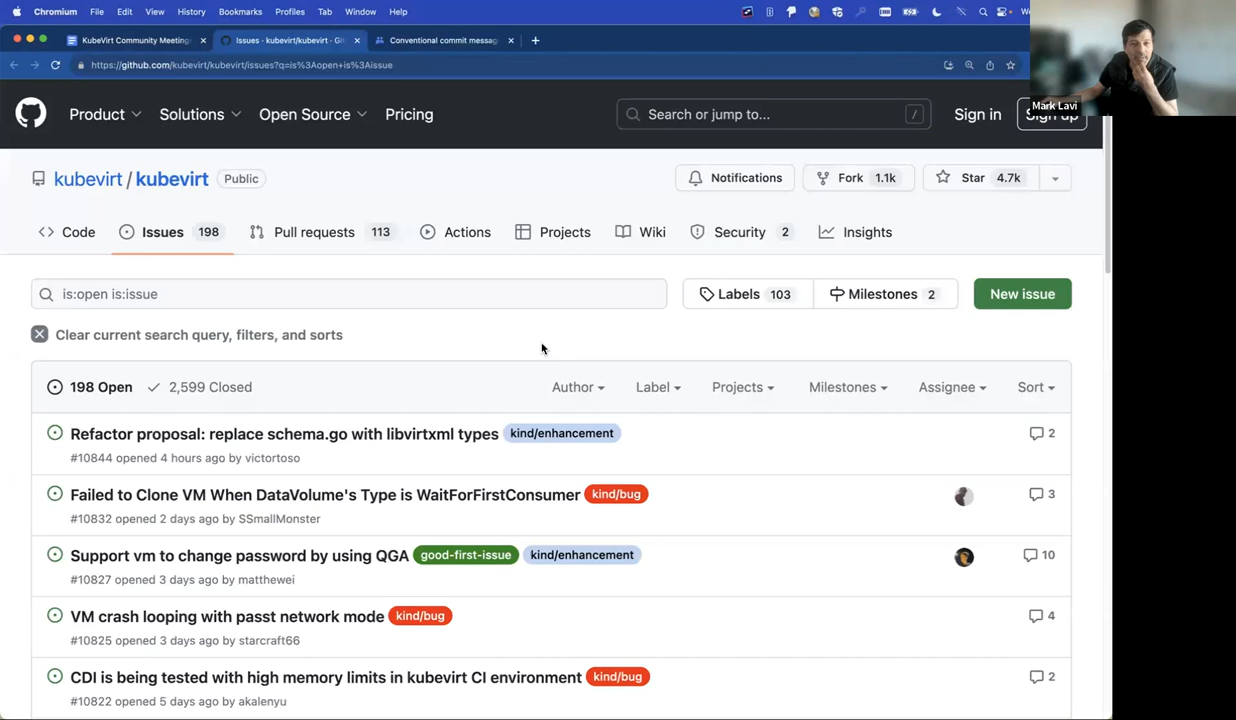 Chromium File Edit View History Bookmarks Profiles Tab Window Help
KubeVirt Community Meeting Issues · kubevirt/kubevirt · Git Conventional commit messag
https://github.com/kubevirt/kubevirt/issues?q=is%3Aopen+is%3Aissue
Mark Lavi
Product Solutions Open Source Pricing Search or jump to... / Sign in Sign up
kubevirt / kubevirt Public Notifications Fork 1.1k Star 4.7k
Code Issues 198 Pull requests 113 Actions Projects Wiki Security 2 Insights
is:open is:issue Labels 103 Milestones 2 New issue
Clear current search query, filters, and sorts
198 Open 2,599 Closed Author Label Projects Milestones Assignee Sort
Refactor proposal: replace schema.go with libvirtxml types kind/enhancement 2
#10844 opened 4 hours ago by victortoso
Failed to Clone VM When DataVolume's Type is WaitForFirstConsumer kind/bug 3
#10832 opened 2 days ago by SSmallMonster
Support vm to change password by using QGA good-first-issue kind/enhancement 10
#10827 opened 3 days ago by matthewei
VM crash looping with passt network mode kind/bug 4
#10825 opened 3 days ago by starcraft66
CDI is being tested with high memory limits in kubevirt CI environment kind/bug 2
#10822 opened 5 days ago by akalenyu